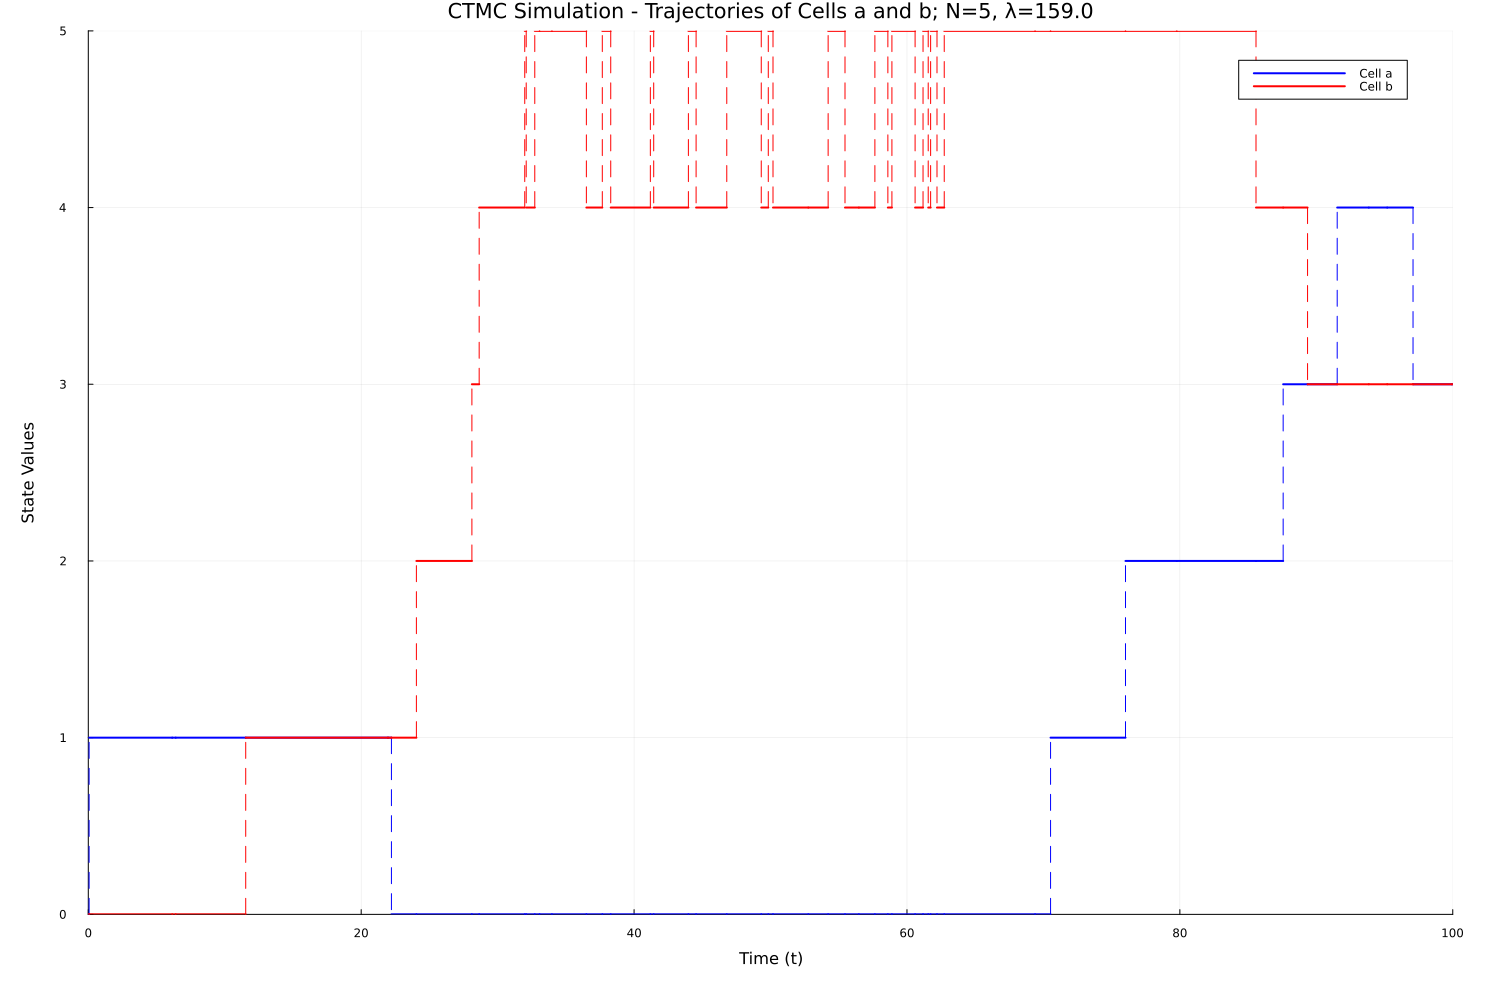 CTMC Simulation - Trajectories of Cells a and b; N=5, λ=159.0
5
Cell a
Cell b
4
3
State Values
2
1
0
0 20 40 60 80 100
Time (t)